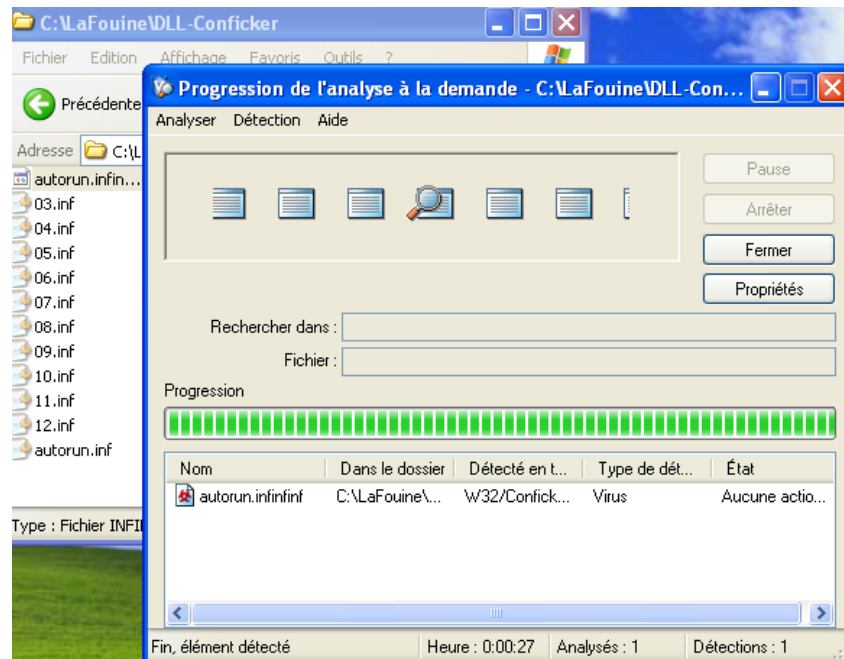 C:\LaFouine\DLL-Conficker
Fichier Edition Affichage Favoris Outils ?
Précédente
Adresse C:\L
autorun.infin...
03.inf
04.inf
05.inf
06.inf
07.inf
08.inf
09.inf
10.inf
11.inf
12.inf
autorun.inf
Type : Fichier INFI
Progression de l'analyse à la demande - C:\LaFouine\DLL-Con...
Analyser Détection Aide
Pause
Arrêter
Fermer
Propriétés
Rechercher dans :
Fichier :
Progression
Nom Dans le dossier Détecté en t... Type de dét... État
autorun.infinfinf C:\LaFouine\... W32/Confick... Virus Aucune actio...
Fin, élément détecté Heure : 0:00:27 Analysés : 1 Détections : 1